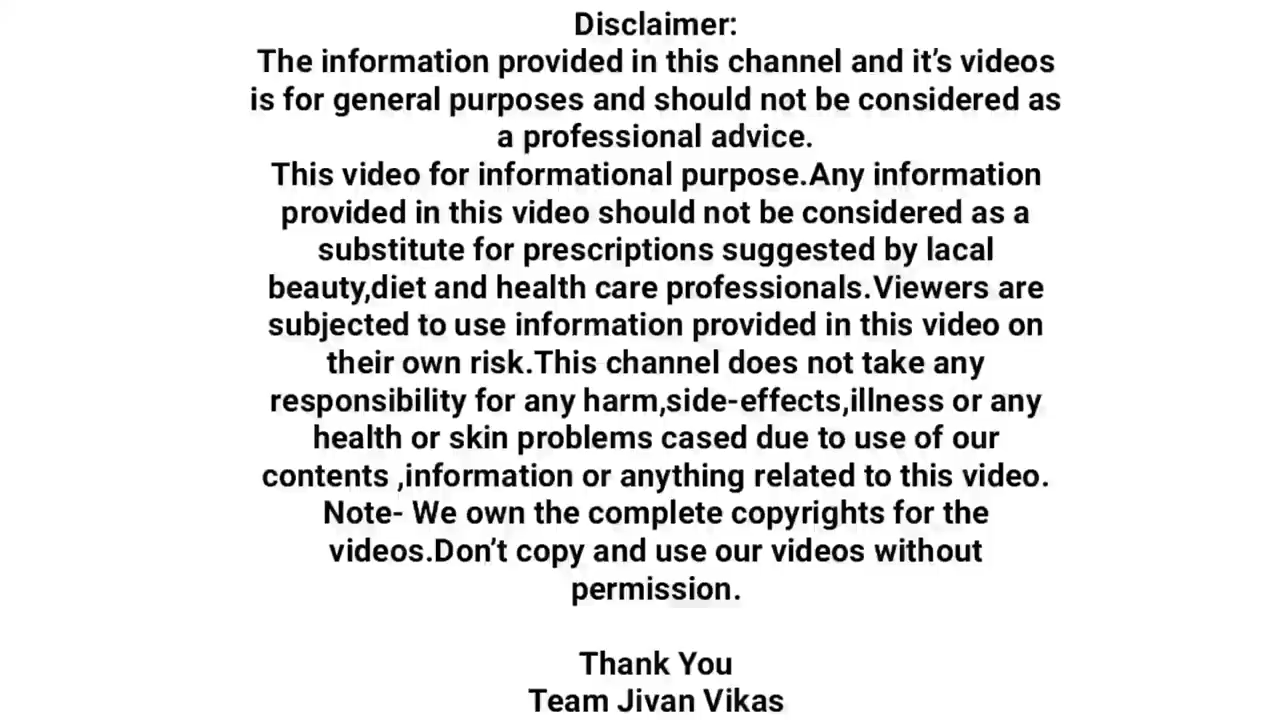 Disclaimer:
The information provided in this channel and it’s videos
is for general purposes and should not be considered as
a professional advice.
This video for informational purpose.Any information
provided in this video should not be considered as a
substitute for prescriptions suggested by lacal
beauty,diet and health care professionals.Viewers are
subjected to use information provided in this video on
their own risk.This channel does not take any
responsibility for any harm,side-effects,illness or any
health or skin problems cased due to use of our
contents ,information or anything related to this video.
Note- We own the complete copyrights for the
videos.Don’t copy and use our videos without
permission.
Thank You
Team Jivan Vikas